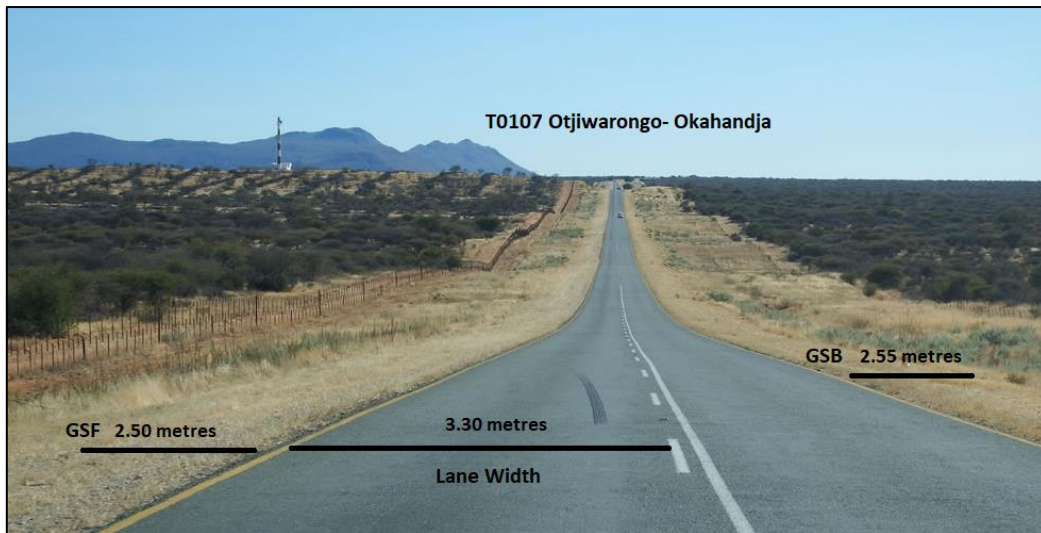 T0107 Otjiwarongo- Okahandja
GSB 2.55 metres
GSF 2.50 metres
3.30 metres
Lane Width